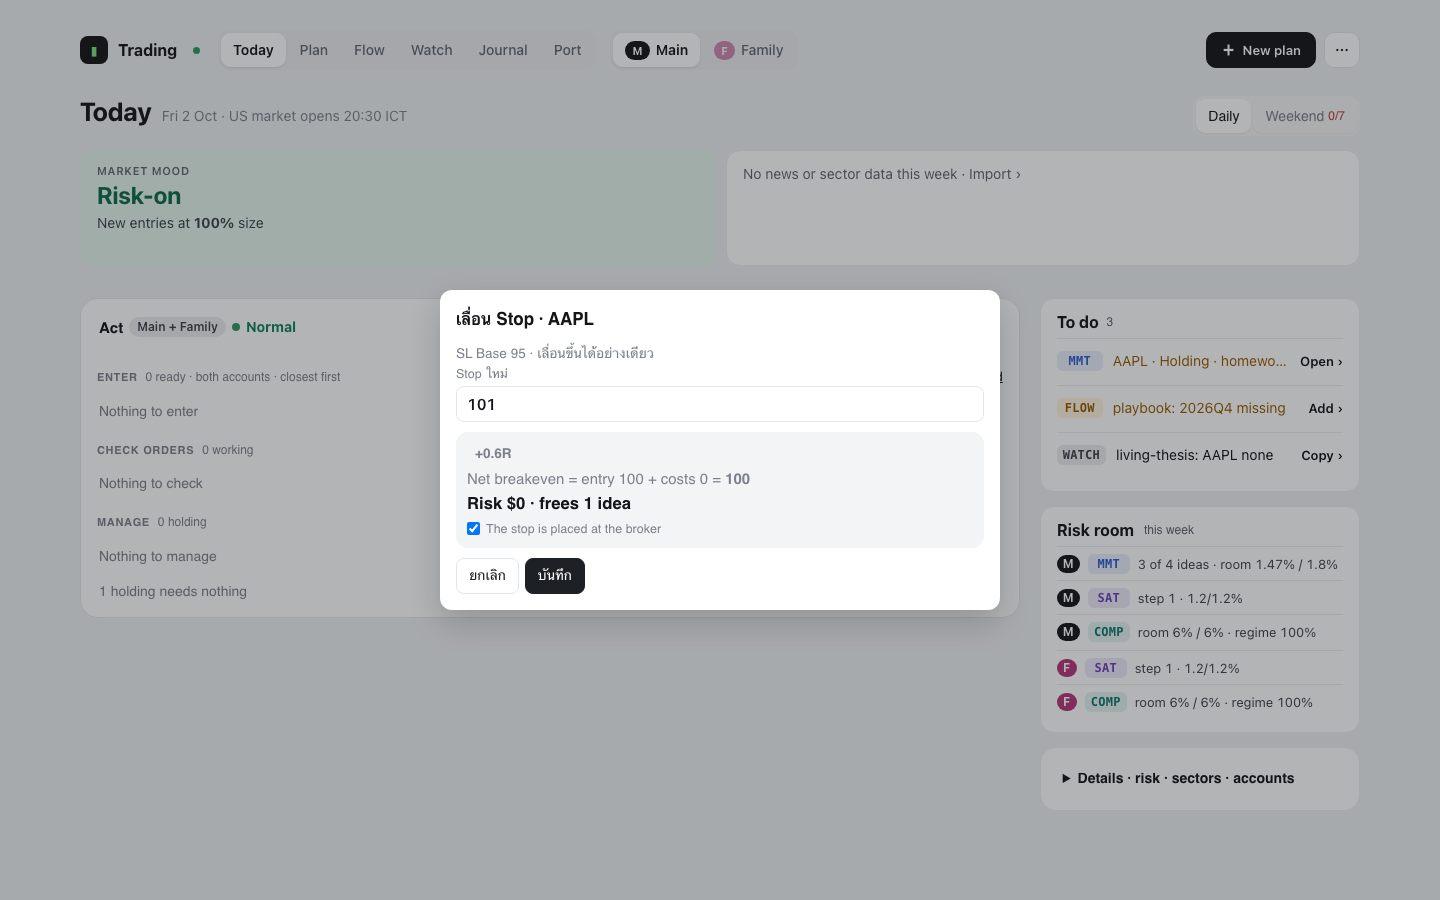 Trading
Today Plan Flow Watch Journal Port
M Main F Family
+ New plan
...
Today Fri 2 Oct · US market opens 20:30 ICT
Daily Weekend 0/7
MARKET MOOD
Risk-on
New entries at 100% size
No news or sector data this week · Import ›
Act Main + Family Normal
ENTER 0 ready · both accounts · closest first
Nothing to enter
CHECK ORDERS 0 working
Nothing to check
MANAGE 0 holding
Nothing to manage
1 holding needs nothing
เลื่อน Stop · AAPL
SL Base 95 · เลื่อนขึ้นได้อย่างเดียว
Stop ใหม่
101
+0.6R
Net breakeven = entry 100 + costs 0 = 100
Risk $0 · frees 1 idea
The stop is placed at the broker
ยกเลิก บันทึก
To do 3
MMT AAPL · Holding · homewo... Open ›
FLOW playbook: 2026Q4 missing Add ›
WATCH living-thesis: AAPL none Copy ›
Risk room this week
M MMT 3 of 4 ideas · room 1.47% / 1.8%
M SAT step 1 · 1.2/1.2%
M COMP room 6% / 6% · regime 100%
F SAT step 1 · 1.2/1.2%
F COMP room 6% / 6% · regime 100%
Details · risk · sectors · accounts